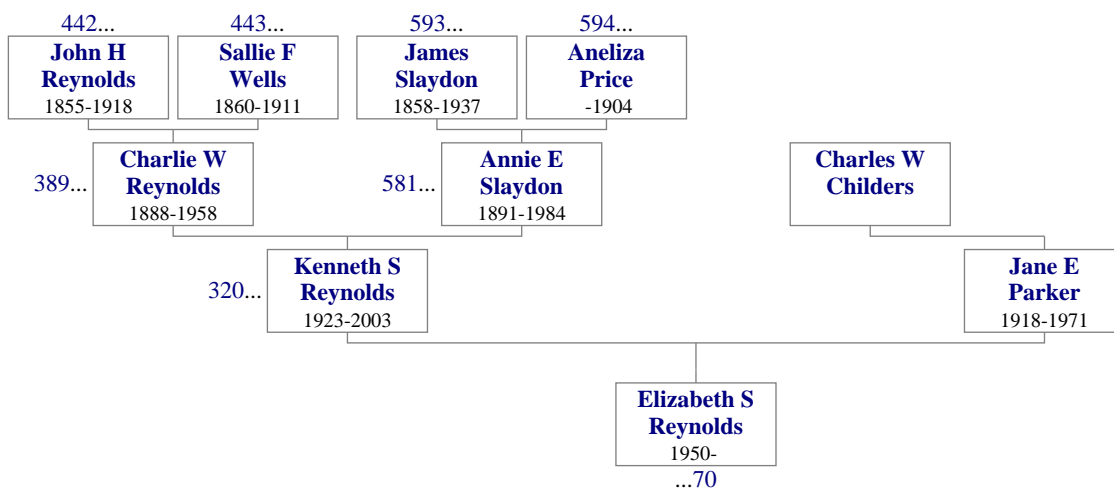 442...
443...
593...
594...
John H
Reynolds
1855-1918
Sallie F
Wells
1860-1911
James
Slaydon
1858-1937
Aneliza
Price
-1904
389...
Charlie W
Reynolds
1888-1958
581...
Annie E
Slaydon
1891-1984
Charles W
Childers
320...
Kenneth S
Reynolds
1923-2003
Jane E
Parker
1918-1971
Elizabeth S
Reynolds
1950-
...70